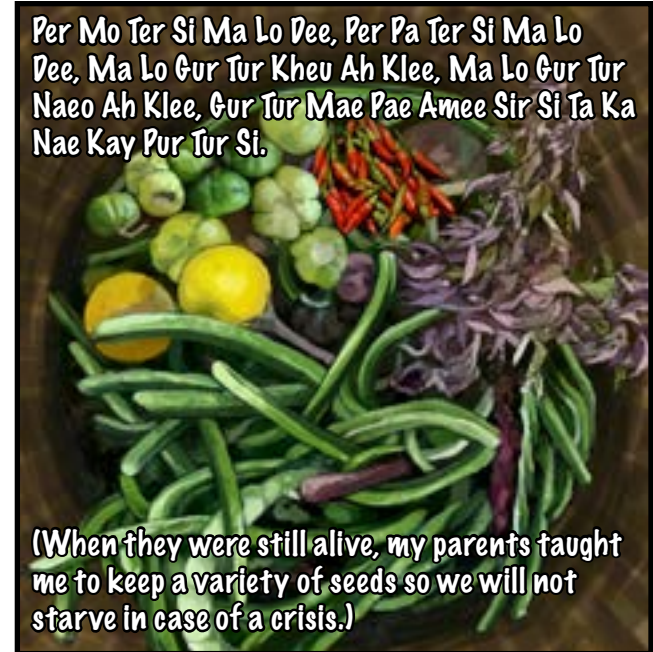 Per Mo Ter Si Ma Lo Dee, Per Pa Ter Si Ma Lo
Dee, Ma Lo Gur Tur Kheu Ah Klee, Ma Lo Gur Tur
Naeo Ah Klee, Gur Tur Mae Pae Amee Sir Si Ta Ka
Nae Kay Pur Tur Si.
(When they were still alive, my parents taught
me to keep a variety of seeds so we will not
starve in case of a crisis.)